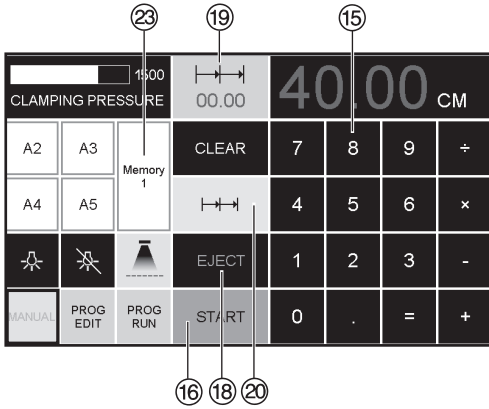 23 19 15
1500
CLAMPING PRESSURE 00.00 40.00 CM
A2 A3 Memory 1 CLEAR 7 8 9 ÷
A4 A5 4 5 6 ×
EJECT 1 2 3 -
MANUAL PROG EDIT PROG RUN START 0 . = +
16 18 20